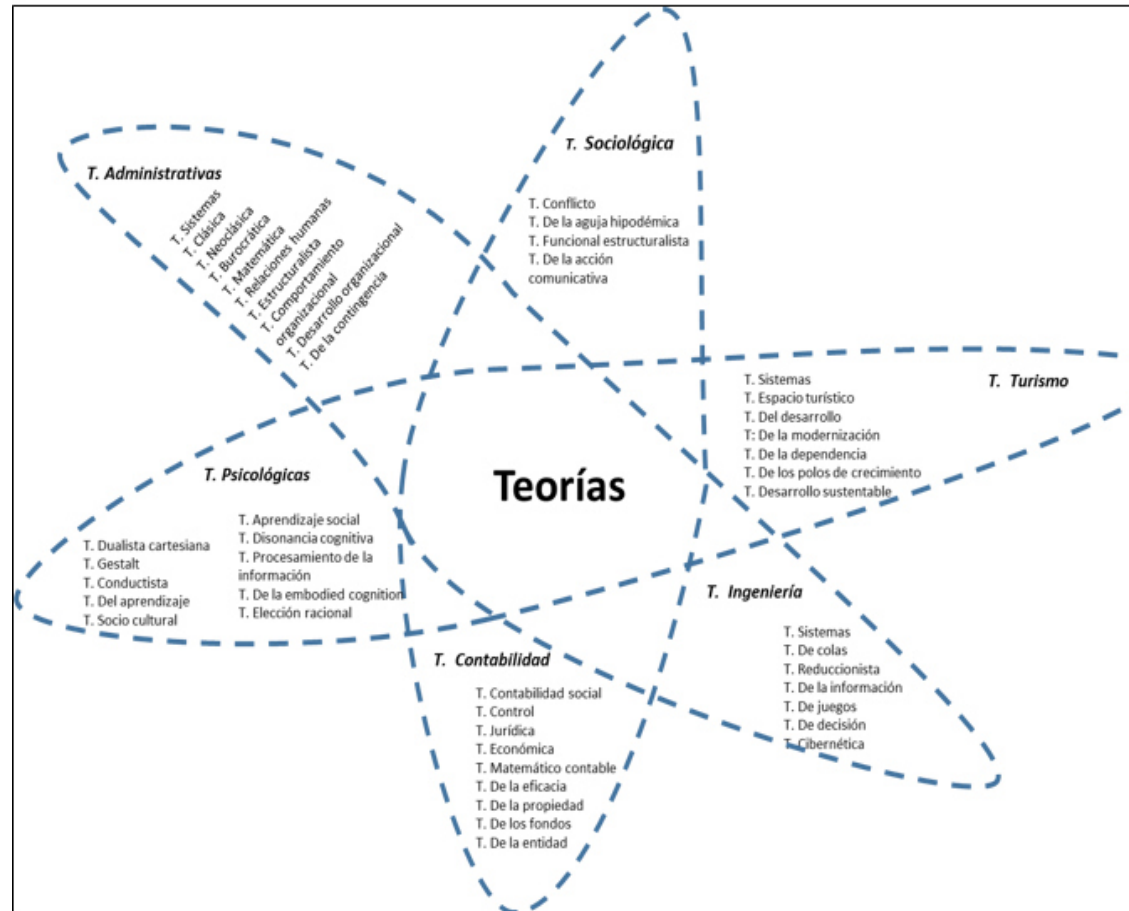 T. Sociológica
T. Conflicto
T. De la aguja hipodémica
T. Funcional estructuralista
T. De la acción
comunicativa
T. Administrativas
T. Sistemas
T. Clásica
T. Neoclásica
T. Burocrática
T. Matemática
T. Relaciones humanas
T. Estructuralista
T. Comportamiento
organizacional
T. Desarrollo organizacional
T. De la contingencia
T. Turismo
T. Sistemas
T. Espacio turístico
T. Del desarrollo
T: De la modernización
T. De la dependencia
T. De los polos de crecimiento
T. Desarrollo sustentable
Teorías
T. Psicológicas
T. Dualista cartesiana
T. Gestalt
T. Conductista
T. Del aprendizaje
T. Socio cultural
T. Aprendizaje social
T. Disonancia cognitiva
T. Procesamiento de la
información
T. De la embodied cognition
T. Elección racional
T. Ingeniería
T. Sistemas
T. De colas
T. Reduccionista
T. De la información
T. De juegos
T. De decisión
T. Cibernética
T. Contabilidad
T. Contabilidad social
T. Control
T. Jurídica
T. Económica
T. Matemático contable
T. De la eficacia
T. De la propiedad
T. De los fondos
T. De la entidad